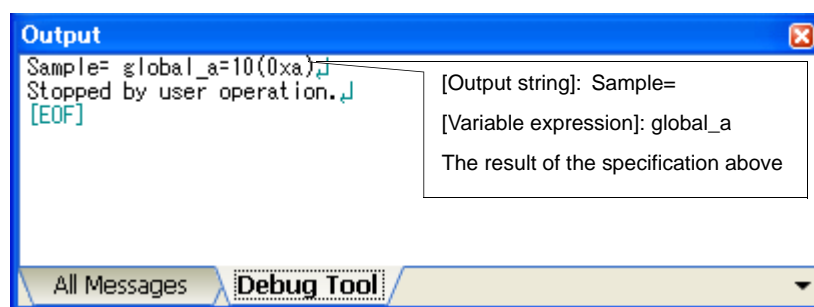 Output
Sample= global_a=10(0xa)↲
Stopped by user operation.↲
[EOF]
[Output string]: Sample=
[Variable expression]: global_a
The result of the specification above
All Messages
Debug Tool